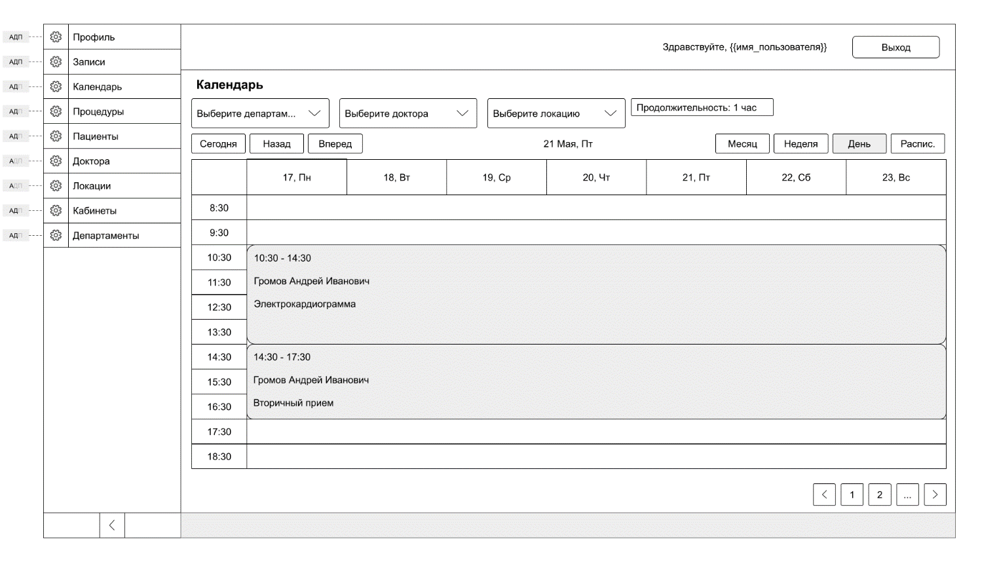 Здравствуйте, {{имя_пользователя}}
Выход
АДП
Профиль
АДП
Записи
АДП
Календарь
АДП
Процедуры
АДП
Пациенты
АДП
Доктора
АДП
Локации
АДП
Кабинеты
АДП
Департаменты
Календарь
Выберите департам...
Выберите доктора
Выберите локацию
Продолжительность: 1 час
Сегодня
Назад
Вперед
21 Мая, Пт
Месяц
Неделя
День
Распис.
17, Пн
18, Вт
19, Ср
20, Чт
21, Пт
22, Сб
23, Вс
8:30
9:30
10:30
11:30
12:30
13:30
14:30
15:30
16:30
17:30
18:30
10:30 - 14:30
Громов Андрей Иванович
Электрокардиограмма
14:30 - 17:30
Громов Андрей Иванович
Вторичный прием
1
2
...